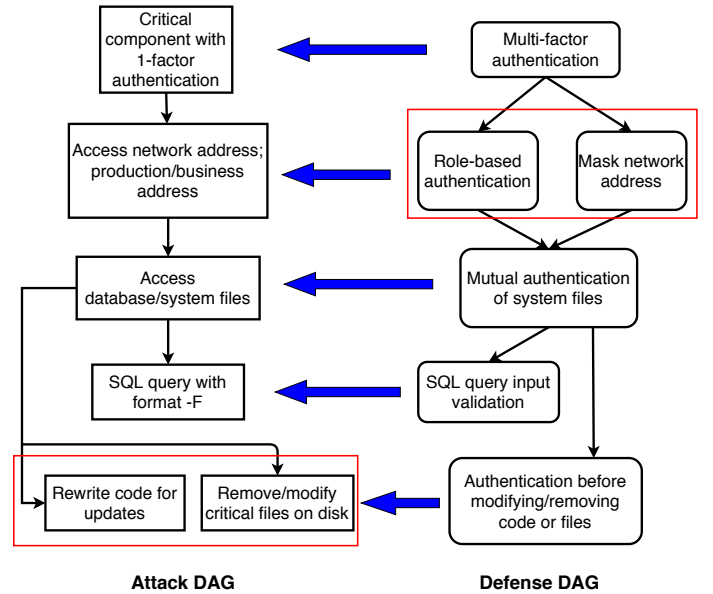 Critical
component with
1-factor
authentication
Multi-factor
authentication
Access network address;
production/business
address
Role-based
authentication
Mask network
address
Access
database/system files
Mutual authentication
of system files
SQL query with
format -F
SQL query input
validation
Rewrite code for
updates
Remove/modify
critical files on disk
Authentication before
modifying/removing
code or files
Attack DAG
Defense DAG